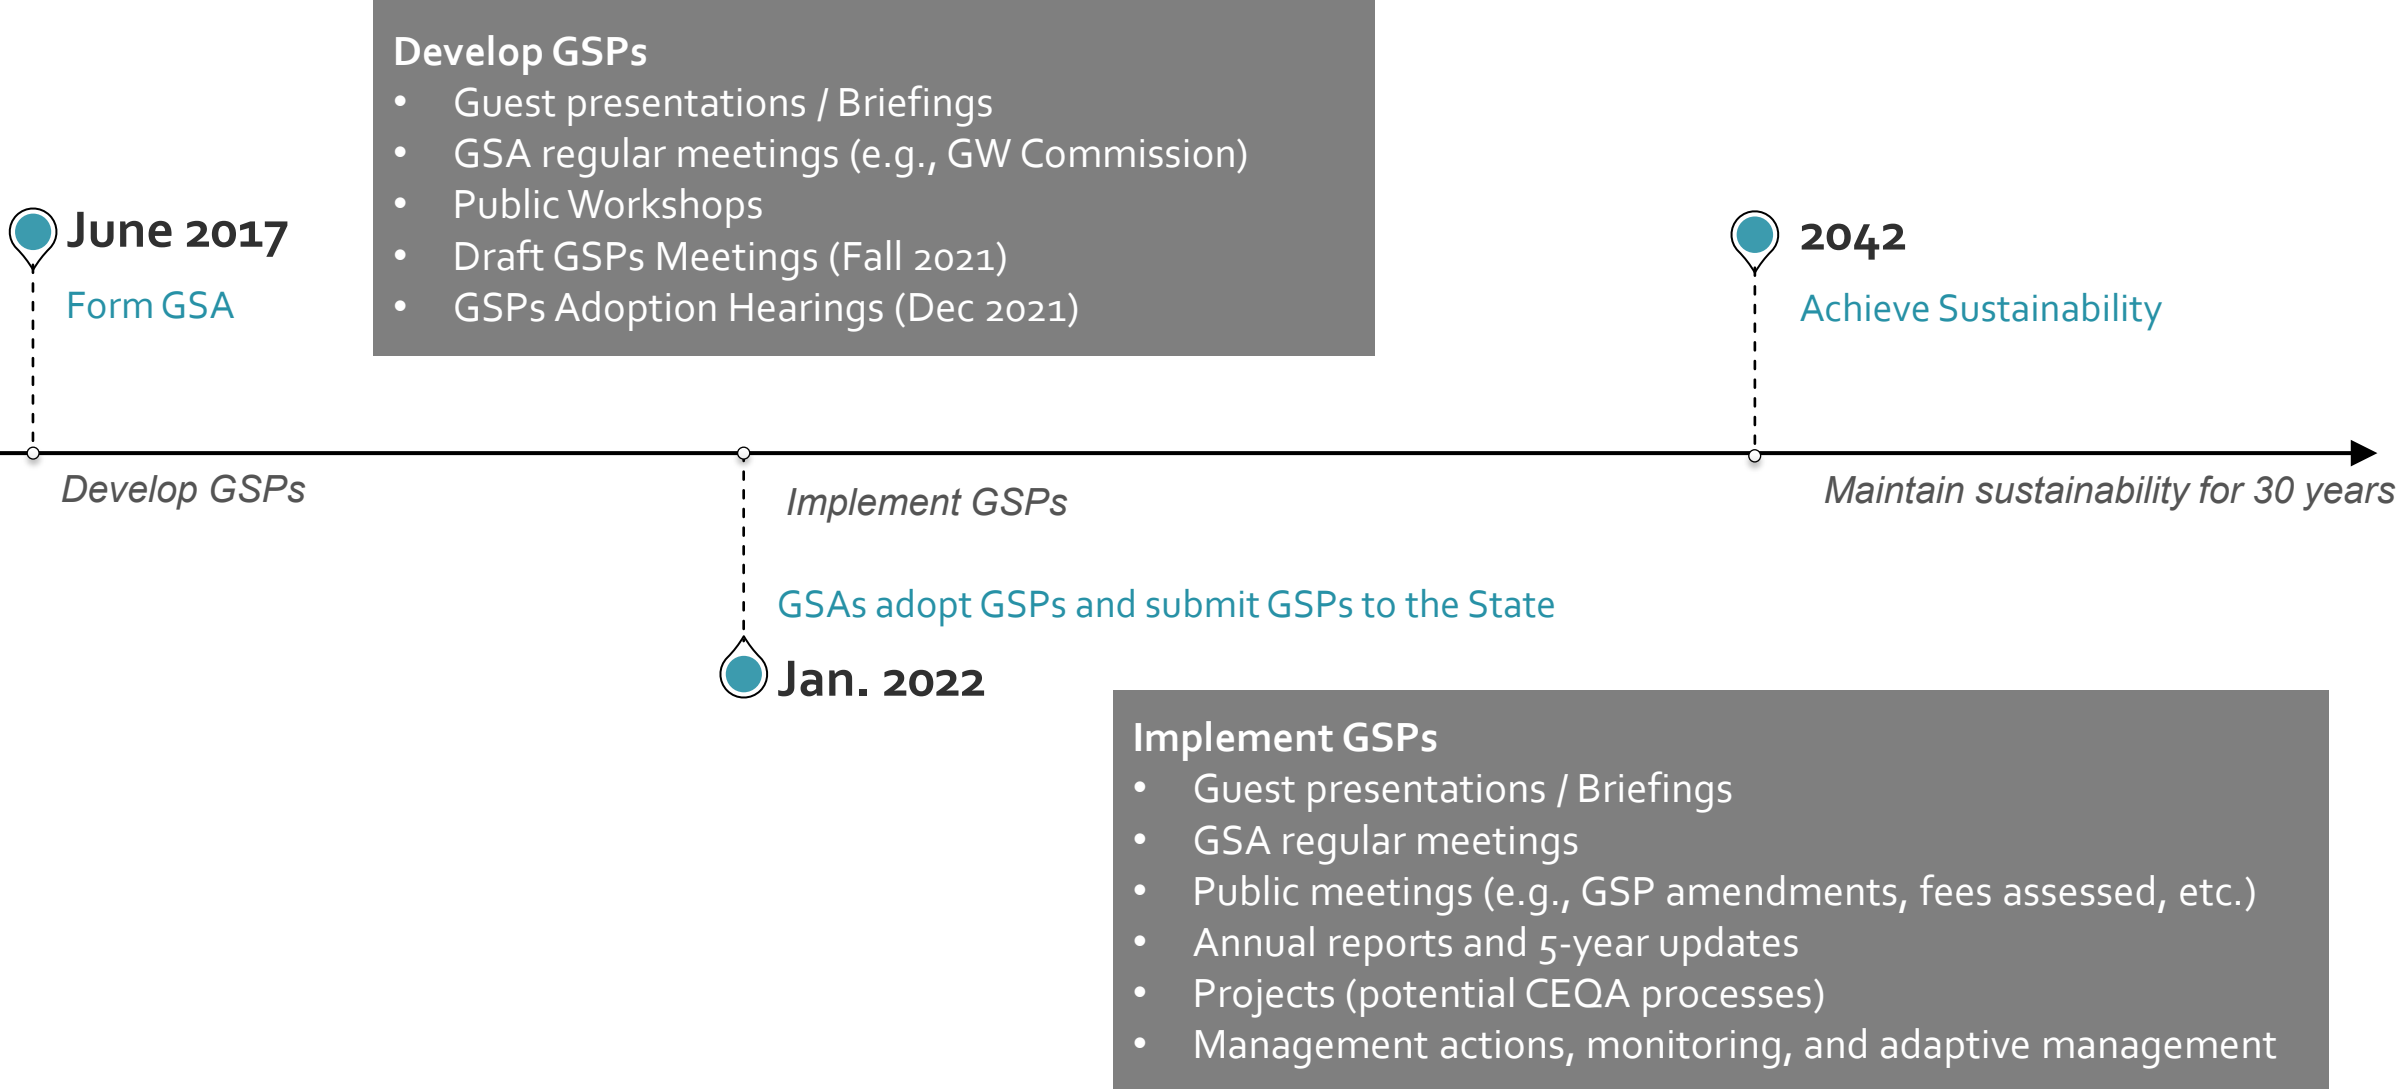 Develop GSPs
• Guest presentations / Briefings
• GSA regular meetings (e.g., GW Commission)
• Public Workshops
• Draft GSPs Meetings (Fall 2021)
• GSPs Adoption Hearings (Dec 2021)
June 2017
Form GSA
2042
Achieve Sustainability
Develop GSPs
Implement GSPs
Maintain sustainability for 30 years
GSAs adopt GSPs and submit GSPs to the State
Jan. 2022
Implement GSPs
• Guest presentations / Briefings
• GSA regular meetings
• Public meetings (e.g., GSP amendments, fees assessed, etc.)
• Annual reports and 5-year updates
• Projects (potential CEQA processes)
• Management actions, monitoring, and adaptive management